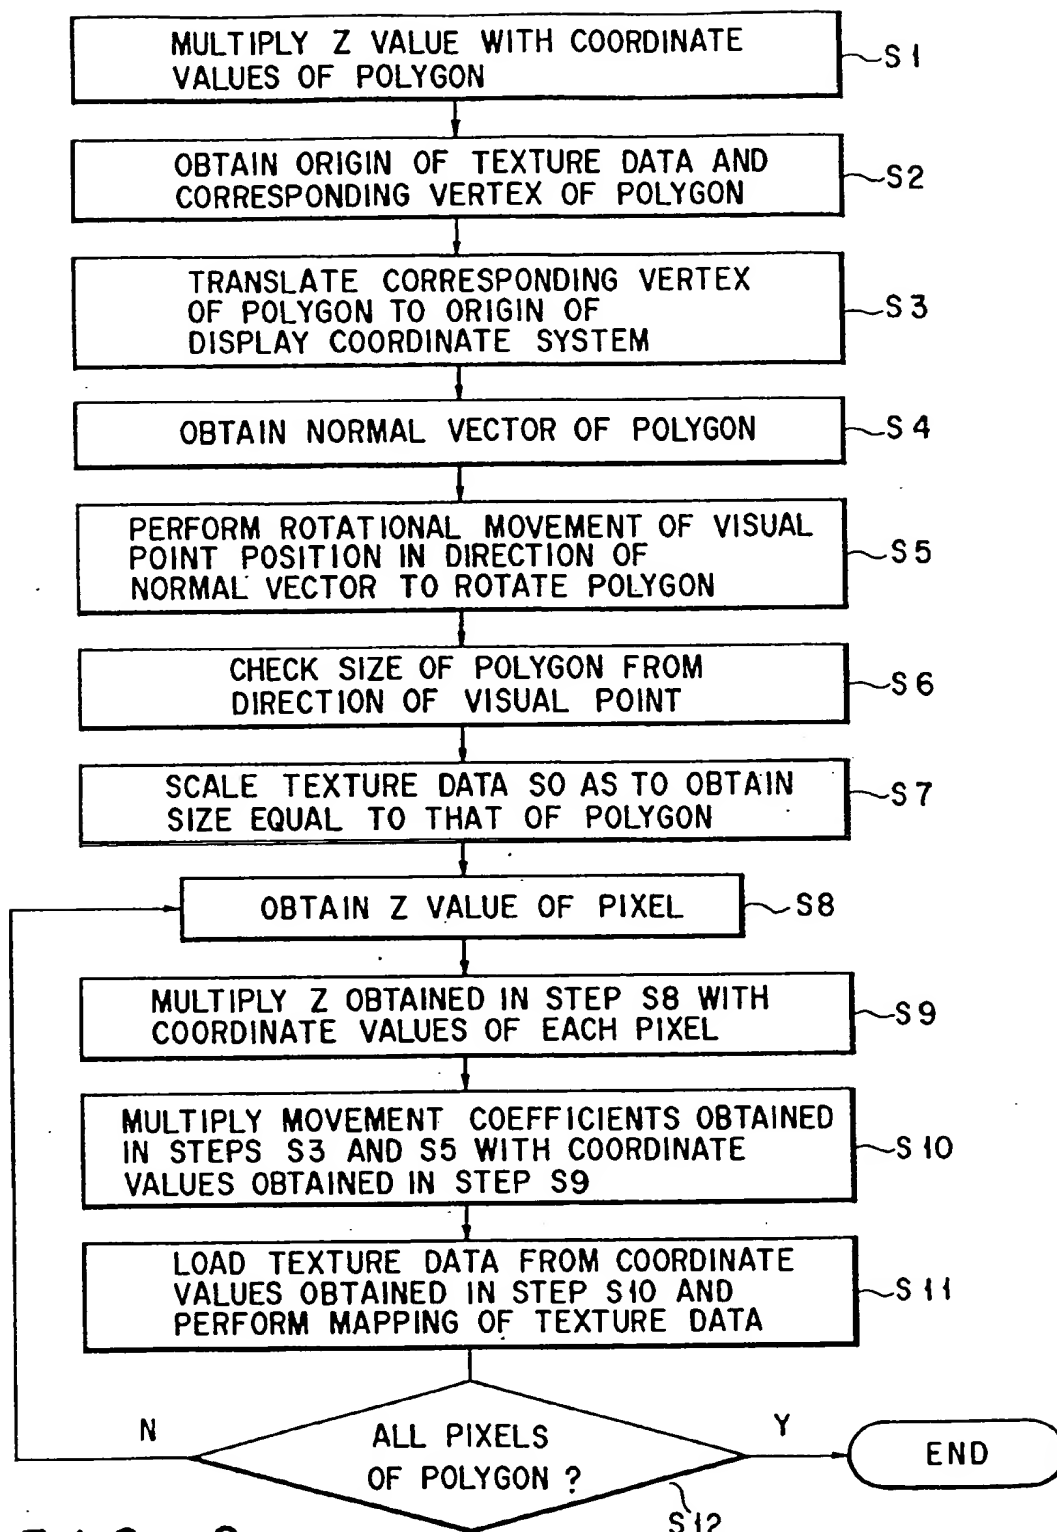 MULTIPLY Z VALUE WITH COORDINATE
VALUES OF POLYGON
S1
OBTAIN ORIGIN OF TEXTURE DATA AND
CORRESPONDING VERTEX OF POLYGON
S2
TRANSLATE CORRESPONDING VERTEX
OF POLYGON TO ORIGIN OF
DISPLAY COORDINATE SYSTEM
S3
OBTAIN NORMAL VECTOR OF POLYGON
S4
PERFORM ROTATIONAL MOVEMENT OF VISUAL
POINT POSITION IN DIRECTION OF
NORMAL VECTOR TO ROTATE POLYGON
S5
CHECK SIZE OF POLYGON FROM
DIRECTION OF VISUAL POINT
S6
SCALE TEXTURE DATA SO AS TO OBTAIN
SIZE EQUAL TO THAT OF POLYGON
S7
OBTAIN Z VALUE OF PIXEL
S8
MULTIPLY Z OBTAINED IN STEP S8 WITH
COORDINATE VALUES OF EACH PIXEL
S9
MULTIPLY MOVEMENT COEFFICIENTS OBTAINED
IN STEPS S3 AND S5 WITH COORDINATE
VALUES OBTAINED IN STEP S9
S10
LOAD TEXTURE DATA FROM COORDINATE
VALUES OBTAINED IN STEP S10 AND
PERFORM MAPPING OF TEXTURE DATA
S11
N
ALL PIXELS
OF POLYGON ?
Y
END
S12